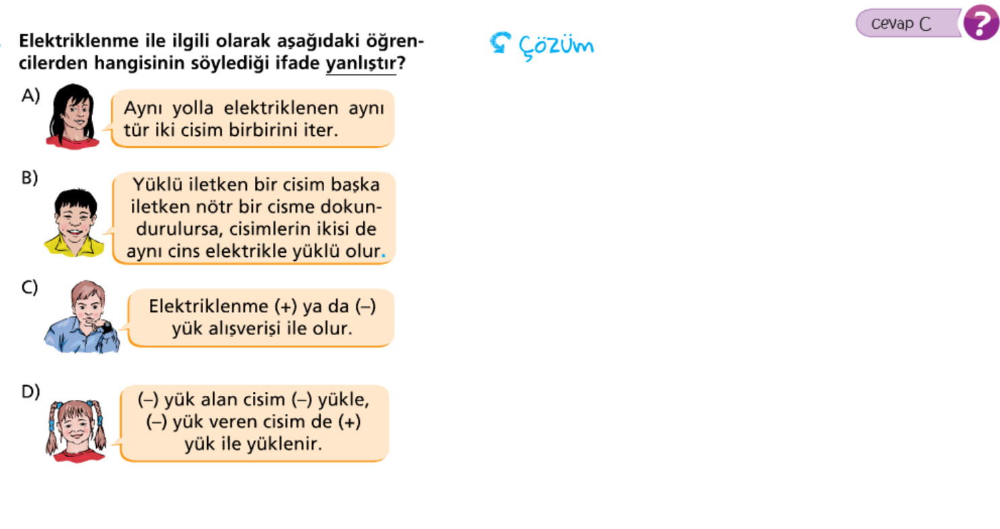 cevap C
?
Elektriklenme ile ilgili olarak aşağıdaki öğren-
cilerden hangisinin söylediği ifade yanlıştır?
A)
Aynı yolla elektriklenen aynı
tür iki cisim birbirini iter.
B)
Yüklü iletken bir cisim başka
iletken nötr bir cisme dokun-
durulursa, cisimlerin ikisi de
aynı cins elektrikle yüklü olur.
C)
Elektriklenme (+) ya da (–)
yük alışverişi ile olur.
D)
(–) yük alan cisim (–) yükle,
(–) yük veren cisim de (+)
yük ile yüklenir.
Çözüm